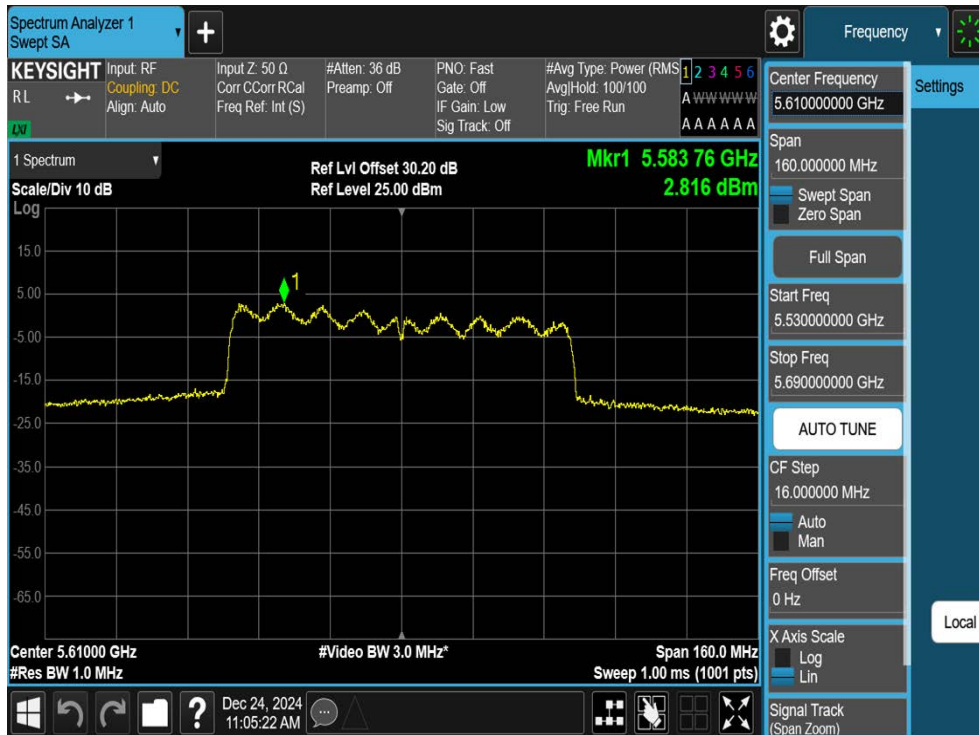 Spectrum Analyzer 1
Swept SA
+
Frequency
KEYSIGHT
RL
LXI
Input: RF
Coupling: DC
Align: Auto
Input Z: 50 Ω
Corr CCorr RCal
Freq Ref: Int (S)
#Atten: 36 dB
Preamp: Off
PNO: Fast
Gate: Off
IF Gain: Low
Sig Track: Off
#Avg Type: Power (RMS
Avg|Hold: 100/100
Trig: Free Run
1 2 3 4 5 6
A W W W W W
A A A A A A
1 Spectrum
Scale/Div 10 dB
Log
Ref Lvl Offset 30.20 dB
Ref Level 25.00 dBm
Mkr1 5.583 76 GHz
2.816 dBm
15.0
5.00
-5.00
-15.0
-25.0
-35.0
-45.0
-55.0
-65.0
1
Center 5.61000 GHz
#Res BW 1.0 MHz
#Video BW 3.0 MHz*
Span 160.0 MHz
Sweep 1.00 ms (1001 pts)
?
Dec 24, 2024
11:05:22 AM
Center Frequency
5.610000000 GHz
Span
160.000000 MHz
Swept Span
Zero Span
Full Span
Start Freq
5.530000000 GHz
Stop Freq
5.690000000 GHz
AUTO TUNE
CF Step
16.000000 MHz
Auto
Man
Freq Offset
0 Hz
X Axis Scale
Log
Lin
Signal Track
(Span Zoom)
Settings
Local